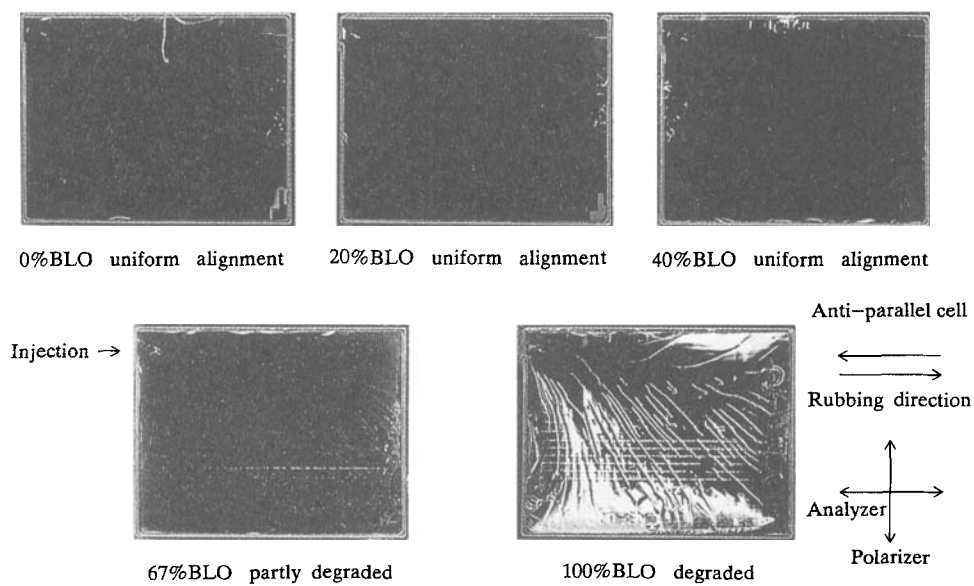 0%BLO uniform alignment
20%BLO uniform alignment
40%BLO uniform alignment
Injection →
Anti-parallel cell
Rubbing direction
Analyzer
Polarizer
67%BLO partly degraded
100%BLO degraded